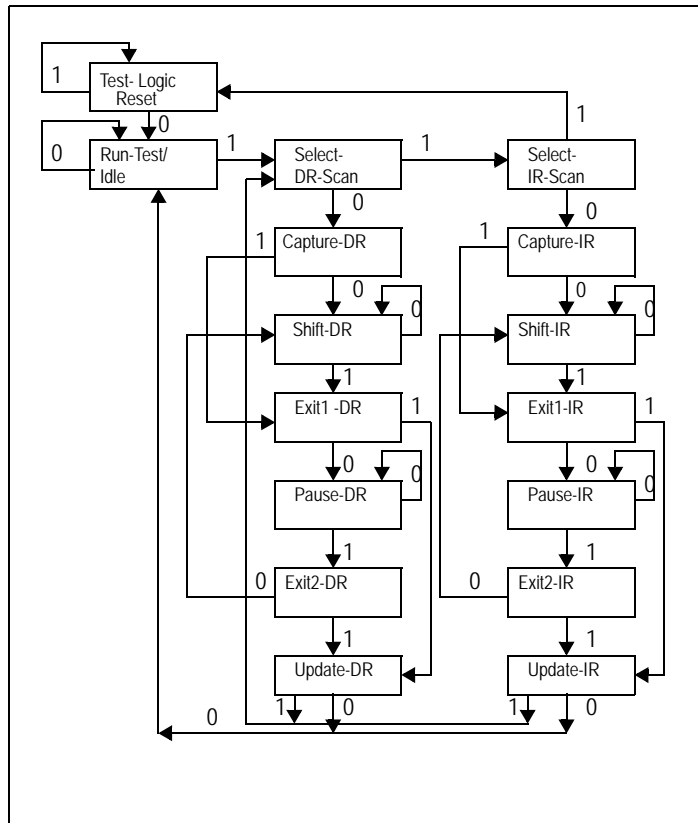 1
Test- Logic
Reset
0
0
Run-Test/
Idle
1
Select-
DR-Scan
1
Select-
IR-Scan
1
0
0
1
Capture-DR
1
Capture-IR
0
0
Shift-DR
0
Shift-IR
0
1
1
Exit1 -DR
1
Exit1-IR
1
0
0
Pause-DR
0
Pause-IR
0
1
1
0
Exit2-DR
0
Exit2-IR
1
1
Update-DR
Update-IR
1
0
1
0
0